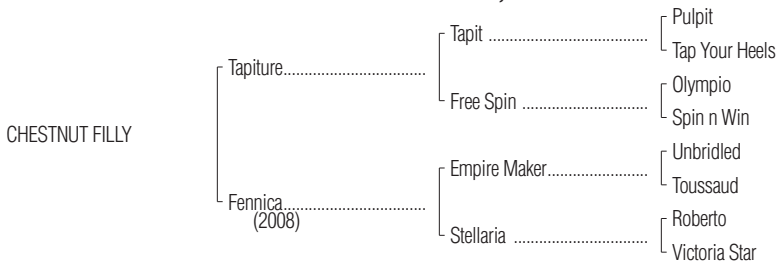 Pulpit
Tapit ........................................
Tap Your Heels
Tapiture...................................
Olympio
Free Spin ................................
Spin n Win
CHESTNUT FILLY
Unbridled
Empire Maker.........................
Toussaud
Fennica...................................
(2008)
Roberto
Stellaria ..................................
Victoria Star